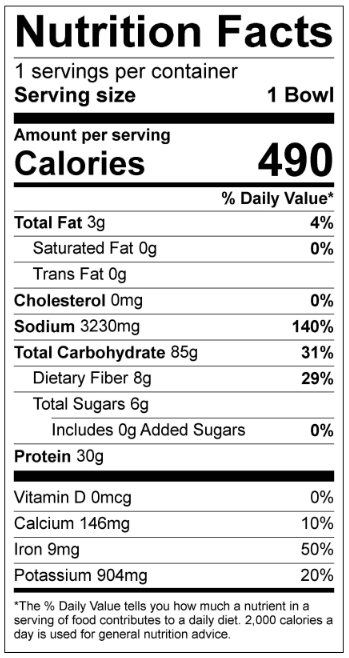 Nutrition Facts
1 servings per container
Serving size 1 Bowl
Amount per serving
Calories 490
% Daily Value*
Total Fat 3g 4%
Saturated Fat 0g 0%
Trans Fat 0g
Cholesterol 0mg 0%
Sodium 3230mg 140%
Total Carbohydrate 85g 31%
Dietary Fiber 8g 29%
Total Sugars 6g
Includes 0g Added Sugars 0%
Protein 30g
Vitamin D 0mcg 0%
Calcium 146mg 10%
Iron 9mg 50%
Potassium 904mg 20%
*The % Daily Value tells you how much a nutrient in a
serving of food contributes to a daily diet. 2,000 calories a
day is used for general nutrition advice.